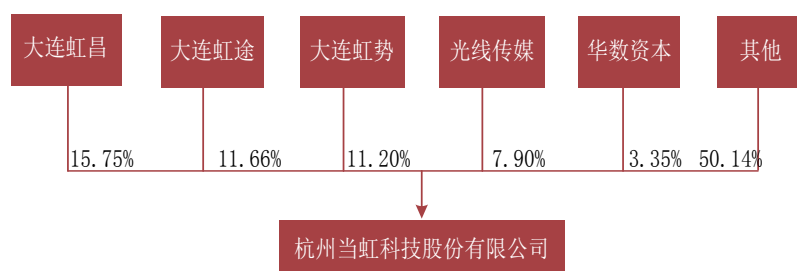 大连虹昌 大连虹途 大连虹势 光线传媒 华数资本 其他
15.75% 11.66% 11.20% 7.90% 3.35% 50.14%
杭州当虹科技股份有限公司